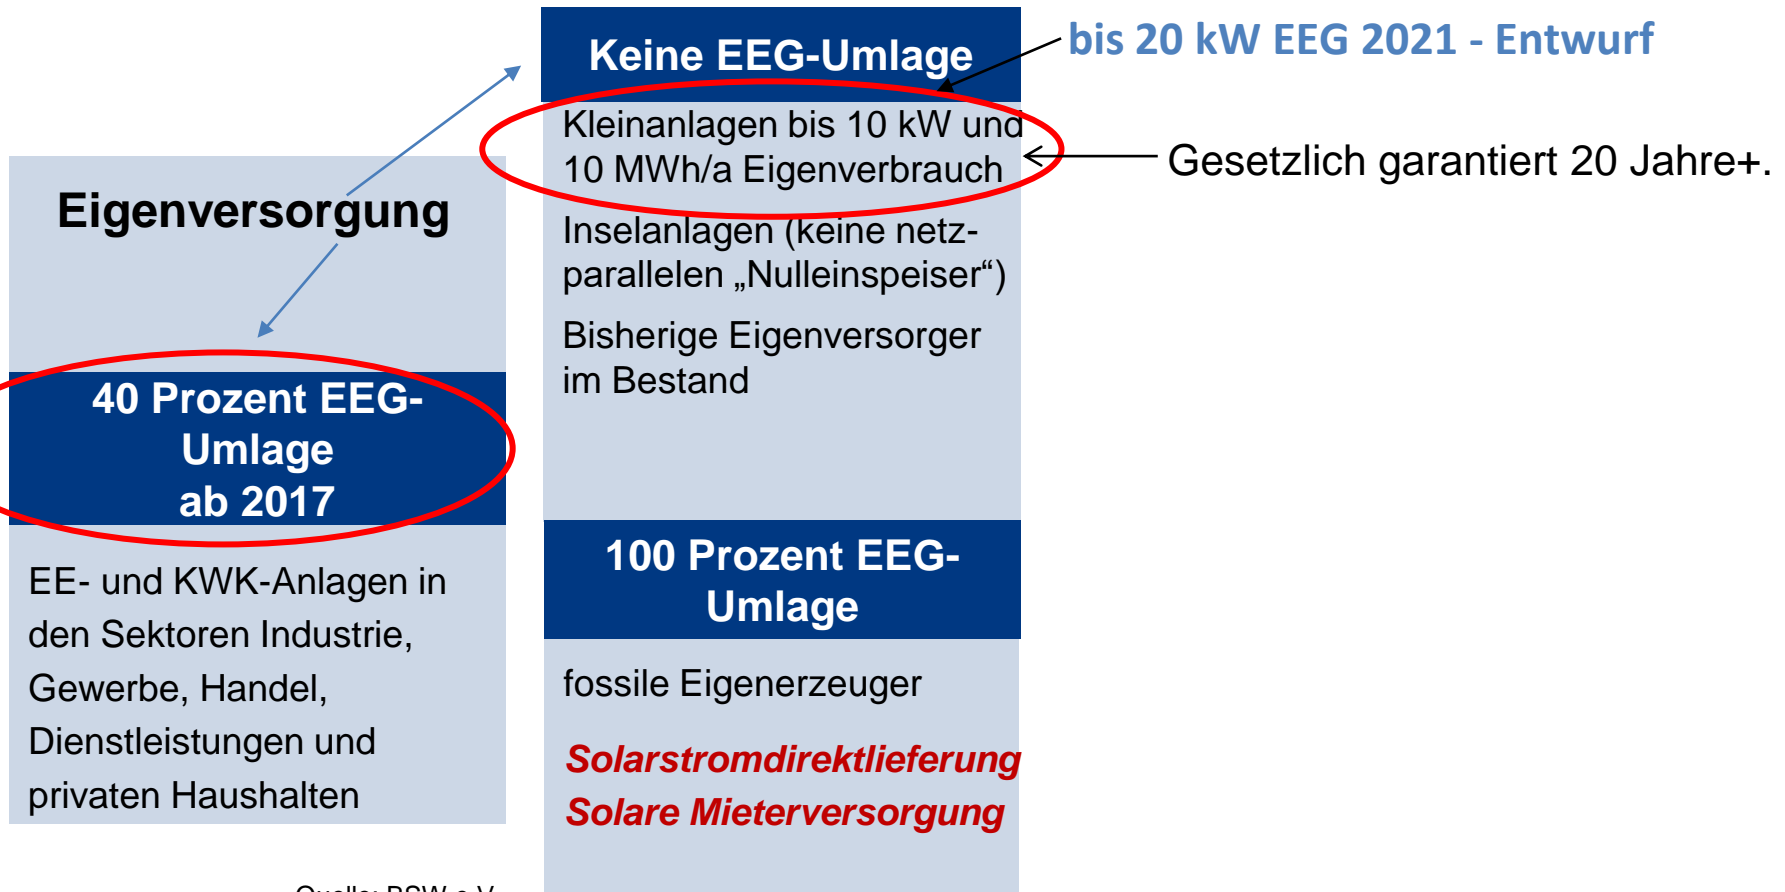 Eigenversorgung
40 Prozent EEG-
Umlage
ab 2017
EE- und KWK-Anlagen in
den Sektoren Industrie,
Gewerbe, Handel,
Dienstleistungen und
privaten Haushalten
Keine EEG-Umlage
Kleinanlagen bis 10 kW und
10 MWh/a Eigenverbrauch
Inselanlagen (keine netz-
parallelen „Nulleinspeiser“)
Bisherige Eigenversorger
im Bestand
100 Prozent EEG-
Umlage
fossile Eigenerzeuger
Solarstromdirektlieferung
Solare Mieterversorgung
bis 20 kW EEG 2021 - Entwurf
Gesetzlich garantiert 20 Jahre+.
Quelle: BSW e.V.